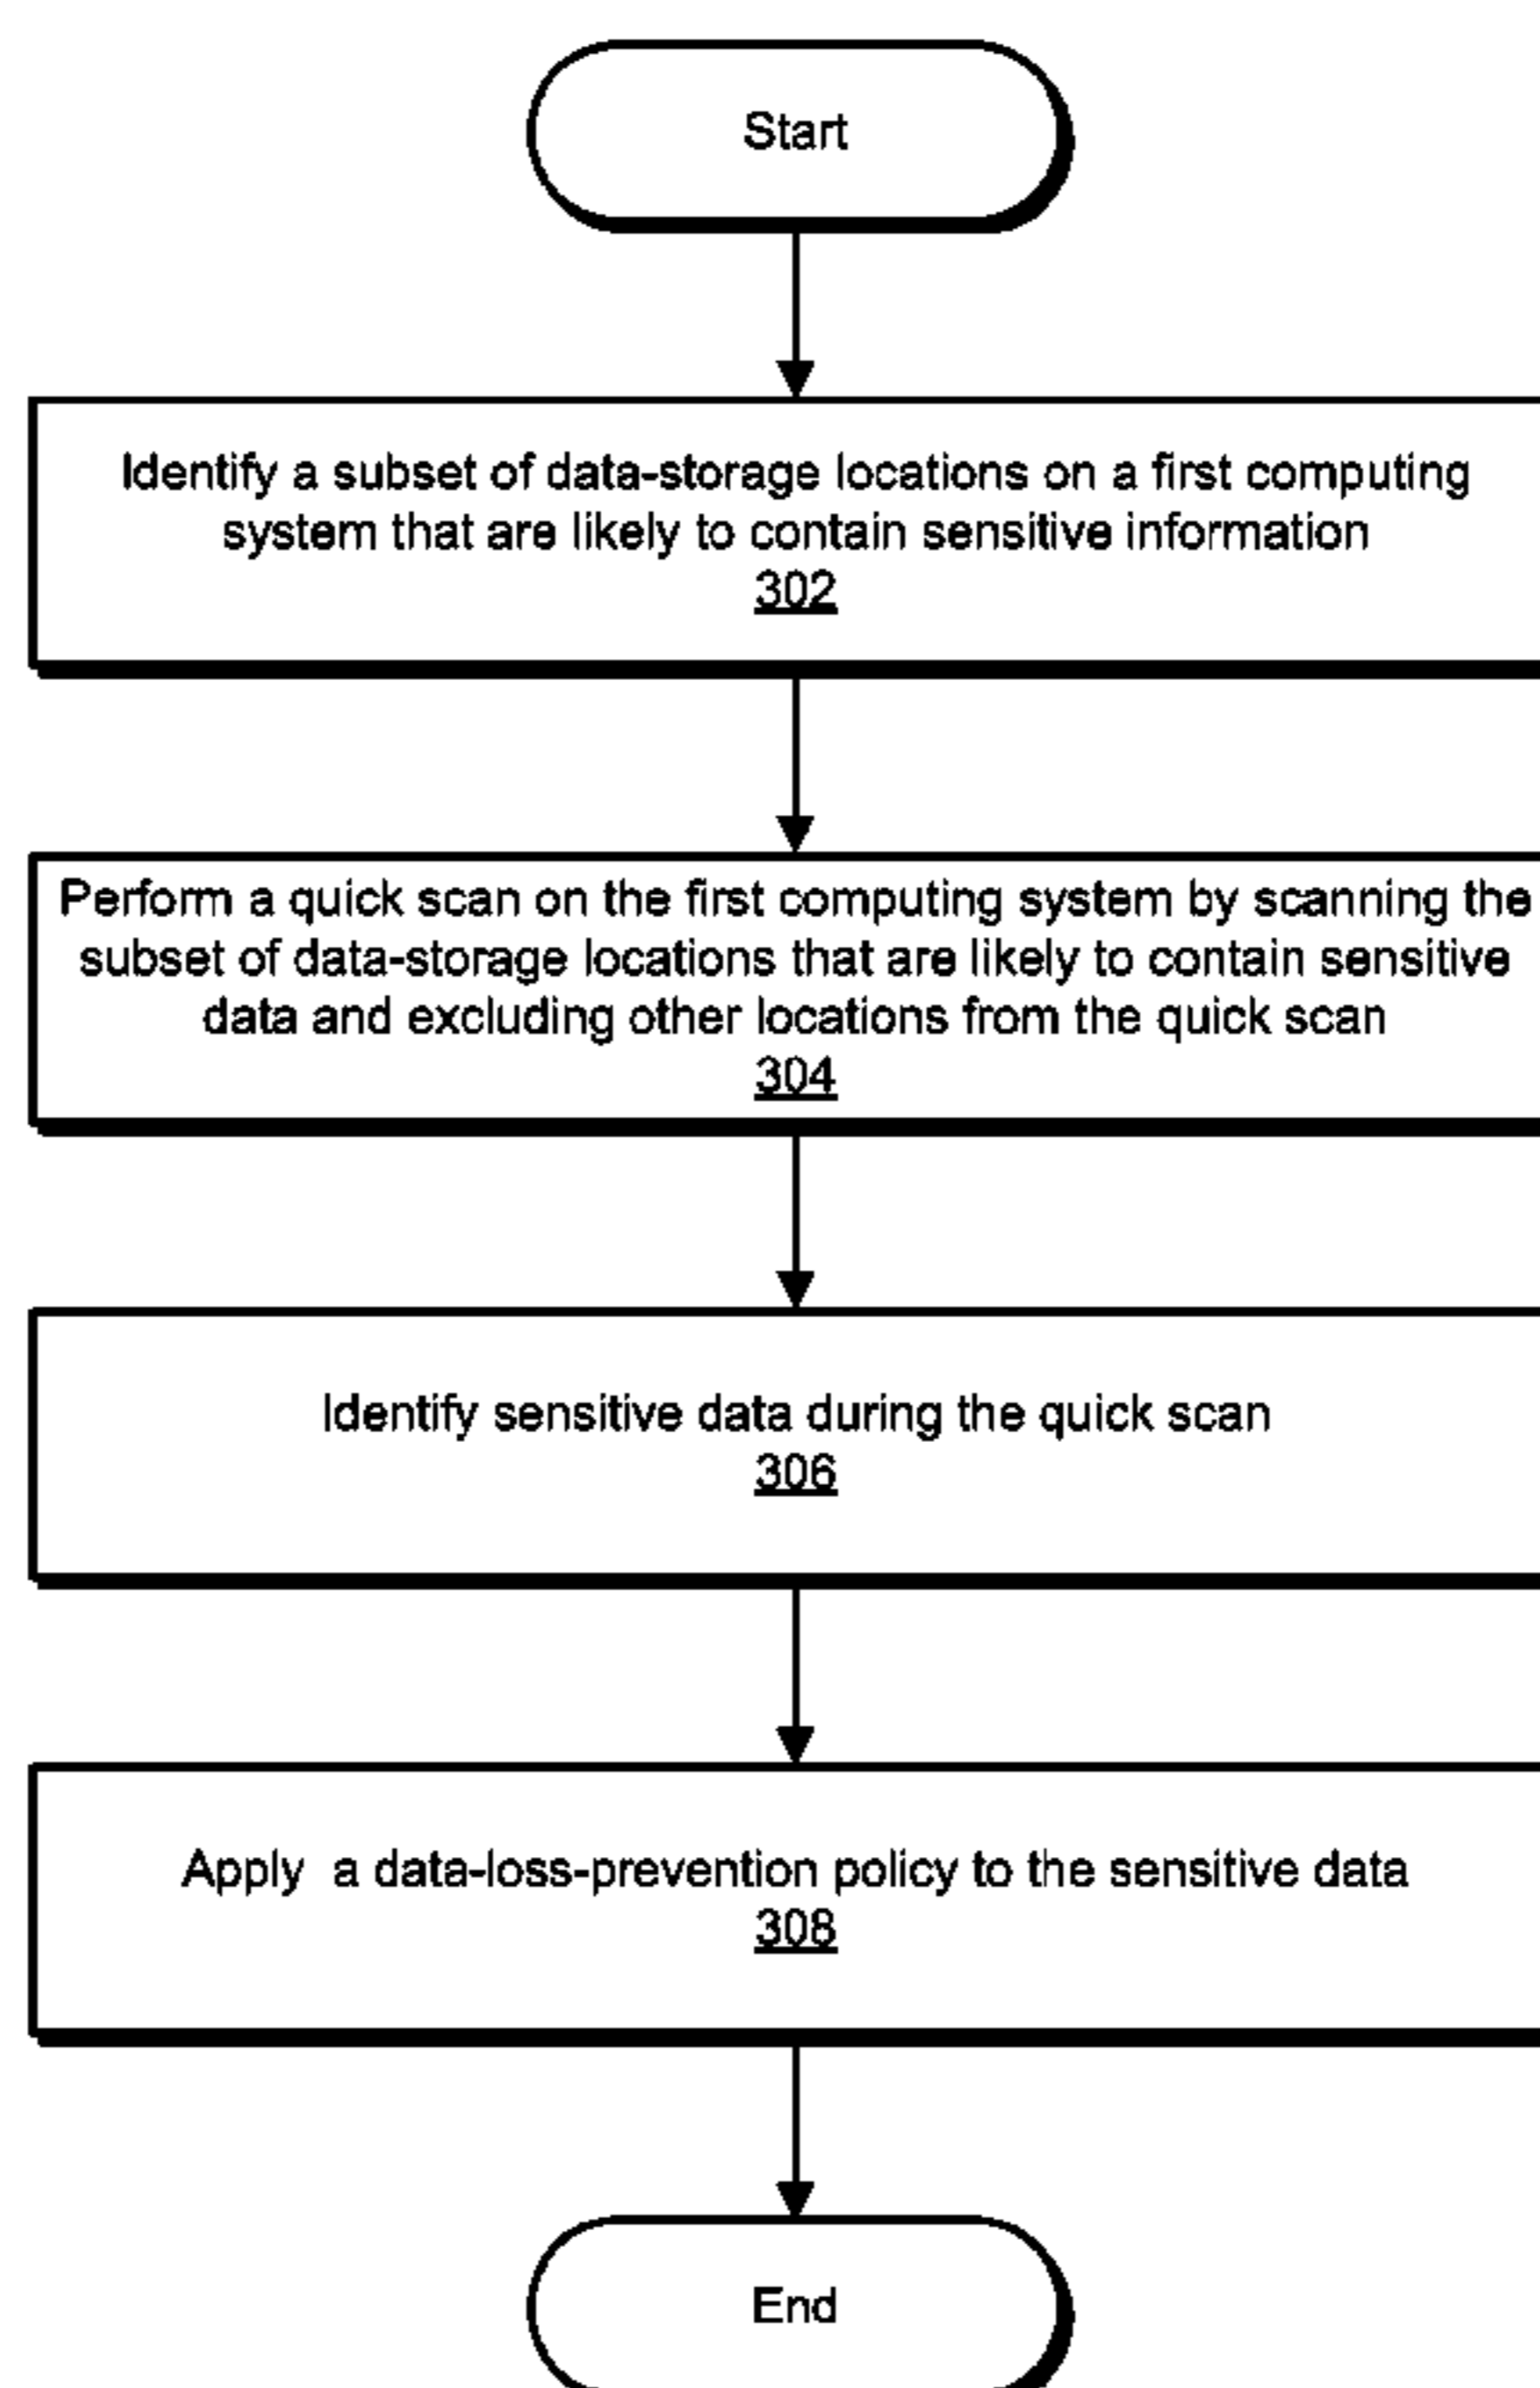 Start
Identify a subset of data-storage locations on a first computing
system that are likely to contain sensitive information
302
Perform a quick scan on the first computing system by scanning the
subset of data-storage locations that are likely to contain sensitive
data and excluding other locations from the quick scan
304
Identify sensitive data during the quick scan
306
Apply a data-loss-prevention policy to the sensitive data
308
End